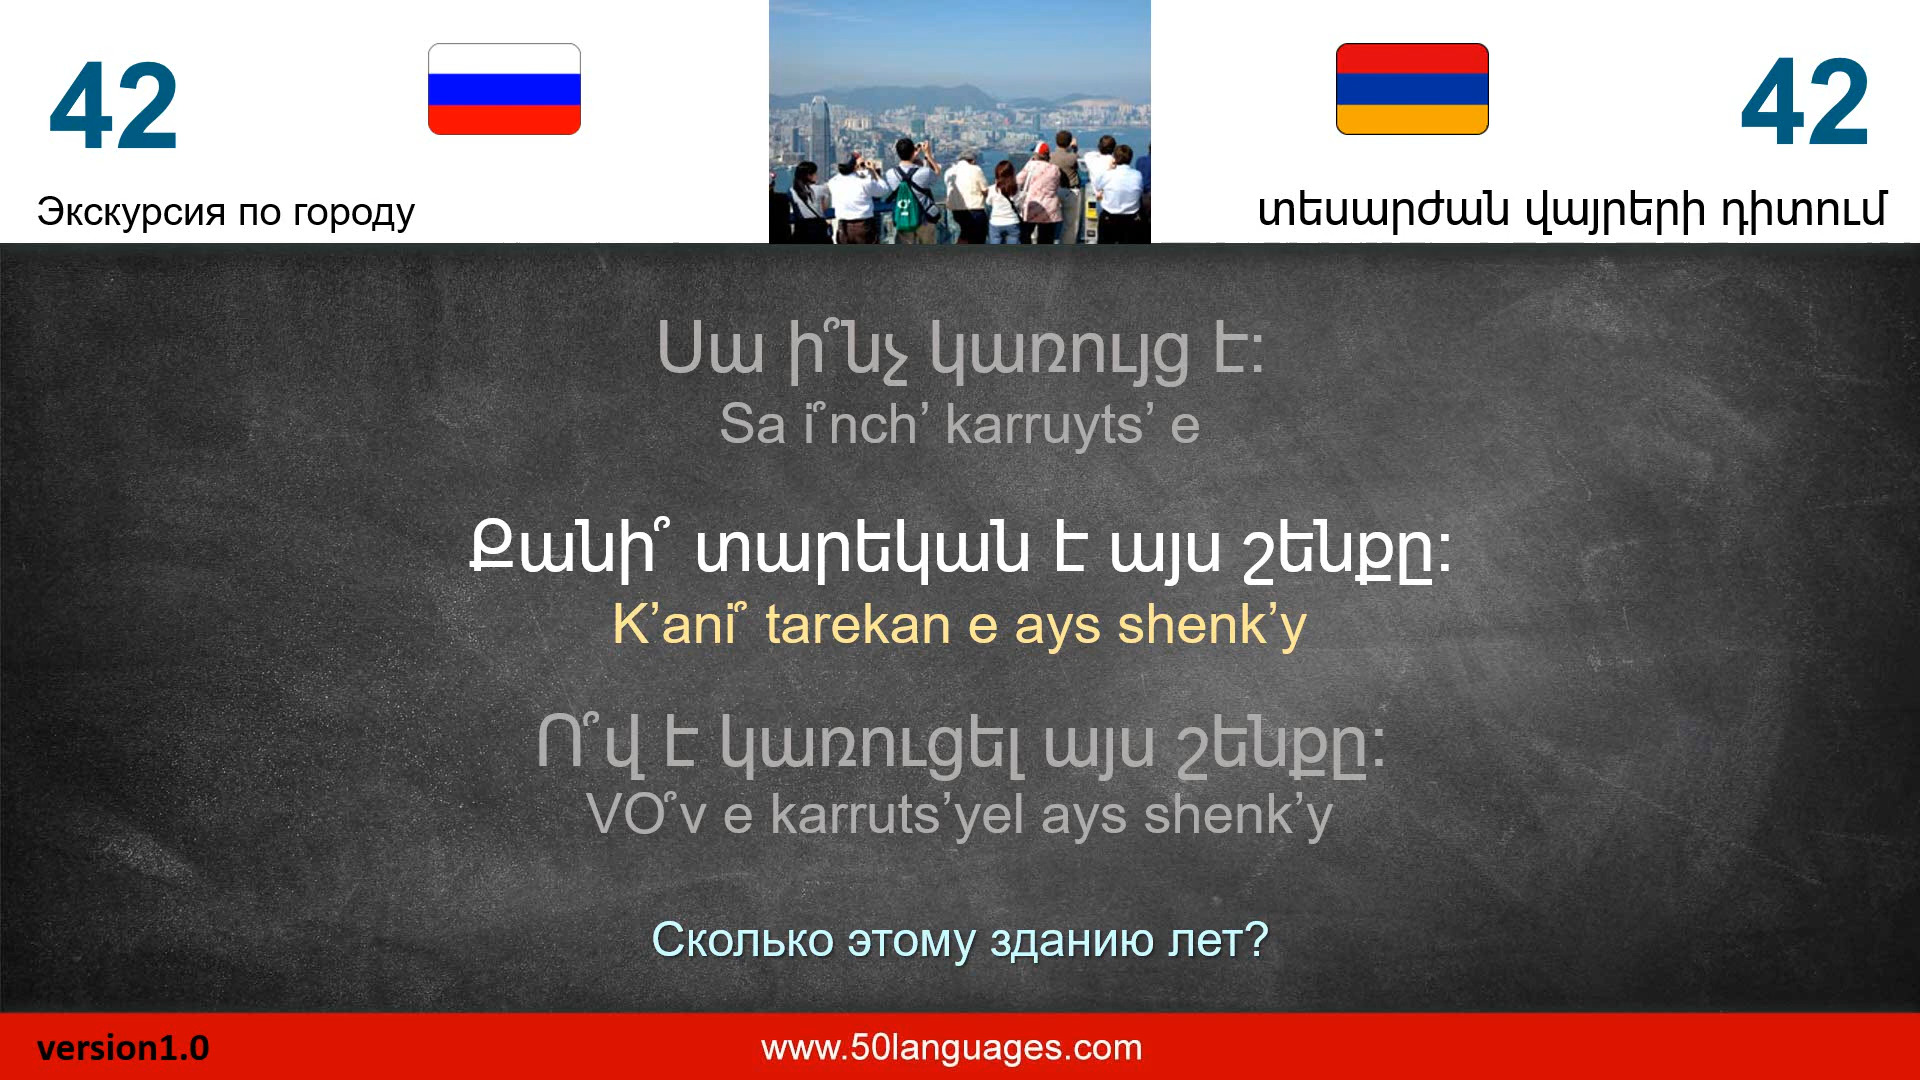 42
42
Экскурсия по городу
տեսարժան վայրերի դիտում
Սա ի՞նչ կառույց է:
Sa i՞nch’ karruyts’ e
Քանի՞ տարեկան է այս շենքը:
K’ani՞ tarekan e ays shenk’y
Ո՞վ է կառուցել այս շենքը:
VO՞v e karruts’yel ays shenk’y
Сколько этому зданию лет?
version1.0
www.50languages.com